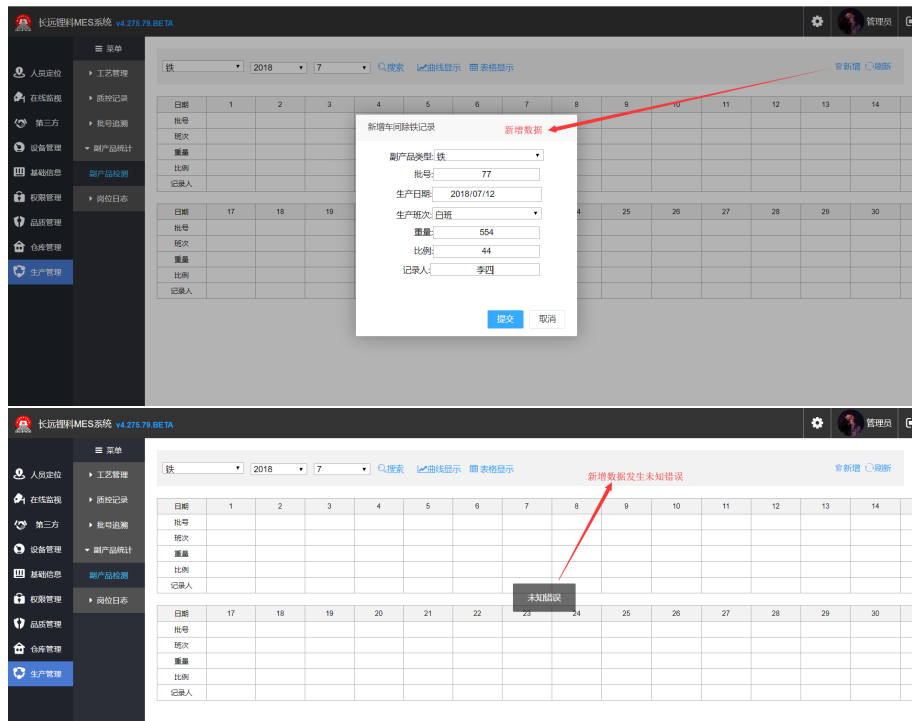 长远锂科MES系统 v4.275.79.BETA 管理员
菜单
铁 2018 7 搜索 曲线显示 表格显示 新增 刷新
人员定位 工艺管理
在线监视 质控记录
第三方 批号追溯
设备管理 副产品统计
基础信息 副产品检测
权限管理 岗位日志
品质管理
仓库管理
生产管理
日期 1 2 3 4 5 6 7 8 9 10 11 12 13 14
批号
班次
重量
比例
记录人
日期 17 18 19 4 25 26 27 28 29 30
批号
班次
重量
比例
记录人
新增车间除铁记录 新增数据
副产品类型: 铁
批号: 77
生产日期: 2018/07/12
生产班次: 白班
重量: 554
比例: 44
记录人: 李四
提交 取消
长远锂科MES系统 v4.275.79.BETA 管理员
菜单
铁 2018 7 搜索 曲线显示 表格显示 新增 刷新
新增数据发生未知错误
人员定位 工艺管理
在线监视 质控记录
第三方 批号追溯
设备管理 副产品统计
基础信息 副产品检测
权限管理 岗位日志
品质管理
仓库管理
生产管理
日期 1 2 3 4 5 6 7 8 9 10 11 12 13 14
批号
班次
重量
比例
记录人
未知错误
日期 17 18 19 20 21 22 23 24 25 26 27 28 29 30
批号
班次
重量
比例
记录人